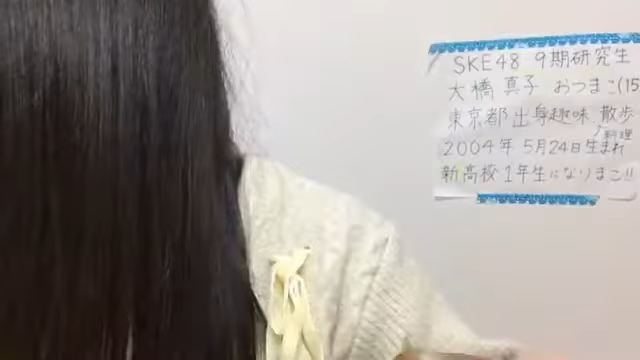 SKE48 9期研究生
大橋 真子 おつまこ(15
東京都出身趣味 散歩
料理
2004年 5月24日生まれ
新高校1年生になりまこ!!